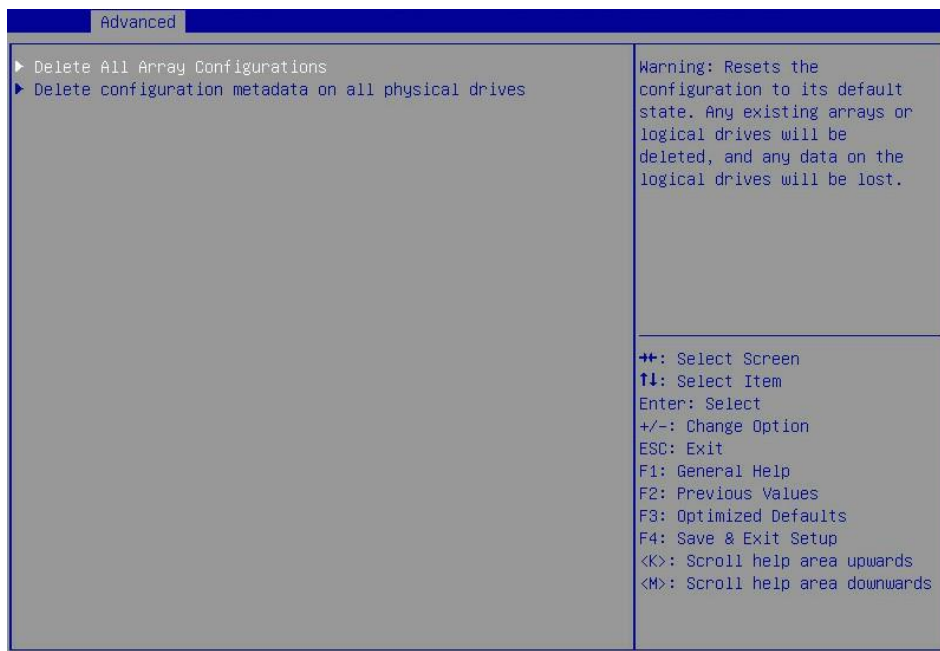 Advanced
Delete All Array Configurations
Delete configuration metadata on all physical drives
Warning: Resets the
configuration to its default
state. Any existing arrays or
logical drives will be
deleted, and any data on the
logical drives will be lost.
→←: Select Screen
↑↓: Select Item
Enter: Select
+/-: Change Option
ESC: Exit
F1: General Help
F2: Previous Values
F3: Optimized Defaults
F4: Save & Exit Setup
<K>: Scroll help area upwards
<M>: Scroll help area downwards